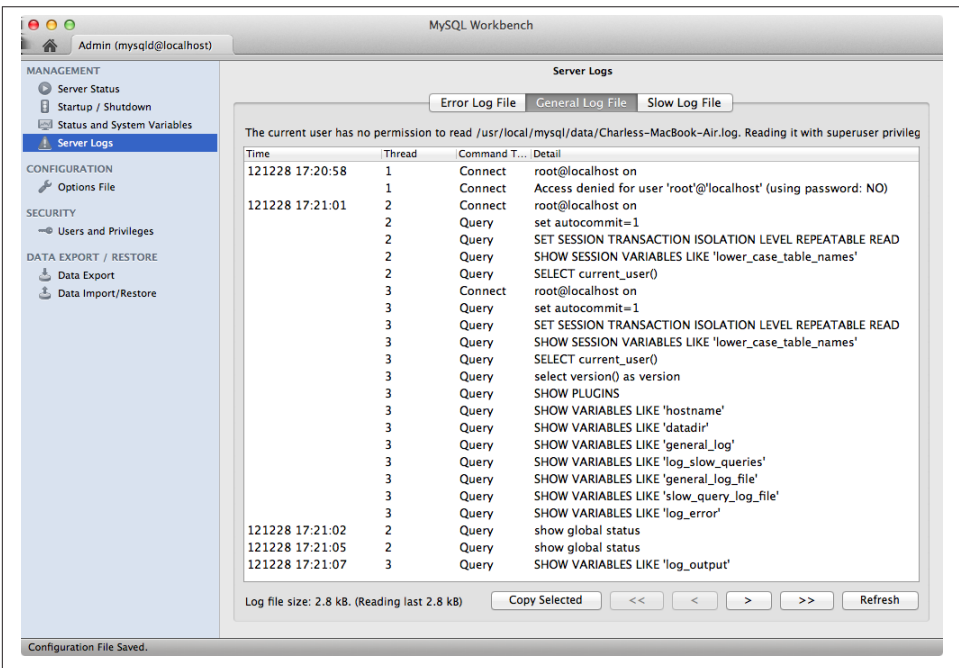 MySQL Workbench
Admin (mysqld@localhost)
MANAGEMENT
Server Status
Startup / Shutdown
Status and System Variables
Server Logs
CONFIGURATION
Options File
SECURITY
Users and Privileges
DATA EXPORT / RESTORE
Data Export
Data Import/Restore
Server Logs
Error Log File General Log File Slow Log File
The current user has no permission to read /usr/local/mysql/data/Charless-MacBook-Air.log. Reading it with superuser privileg
Time Thread Command T... Detail
121228 17:20:58 1 Connect root@localhost on
1 Connect Access denied for user 'root'@'localhost' (using password: NO)
121228 17:21:01 2 Connect root@localhost on
2 Query set autocommit=1
2 Query SET SESSION TRANSACTION ISOLATION LEVEL REPEATABLE READ
2 Query SHOW SESSION VARIABLES LIKE 'lower_case_table_names'
2 Query SELECT current_user()
3 Connect root@localhost on
3 Query set autocommit=1
3 Query SET SESSION TRANSACTION ISOLATION LEVEL REPEATABLE READ
3 Query SHOW SESSION VARIABLES LIKE 'lower_case_table_names'
3 Query SELECT current_user()
3 Query select version() as version
3 Query SHOW PLUGINS
3 Query SHOW VARIABLES LIKE 'hostname'
3 Query SHOW VARIABLES LIKE 'datadir'
3 Query SHOW VARIABLES LIKE 'general_log'
3 Query SHOW VARIABLES LIKE 'log_slow_queries'
3 Query SHOW VARIABLES LIKE 'general_log_file'
3 Query SHOW VARIABLES LIKE 'slow_query_log_file'
3 Query SHOW VARIABLES LIKE 'log_error'
121228 17:21:02 2 Query show global status
121228 17:21:05 2 Query show global status
121228 17:21:07 3 Query SHOW VARIABLES LIKE 'log_output'
Log file size: 2.8 kB. (Reading last 2.8 kB) Copy Selected << < > >> Refresh
Configuration File Saved.